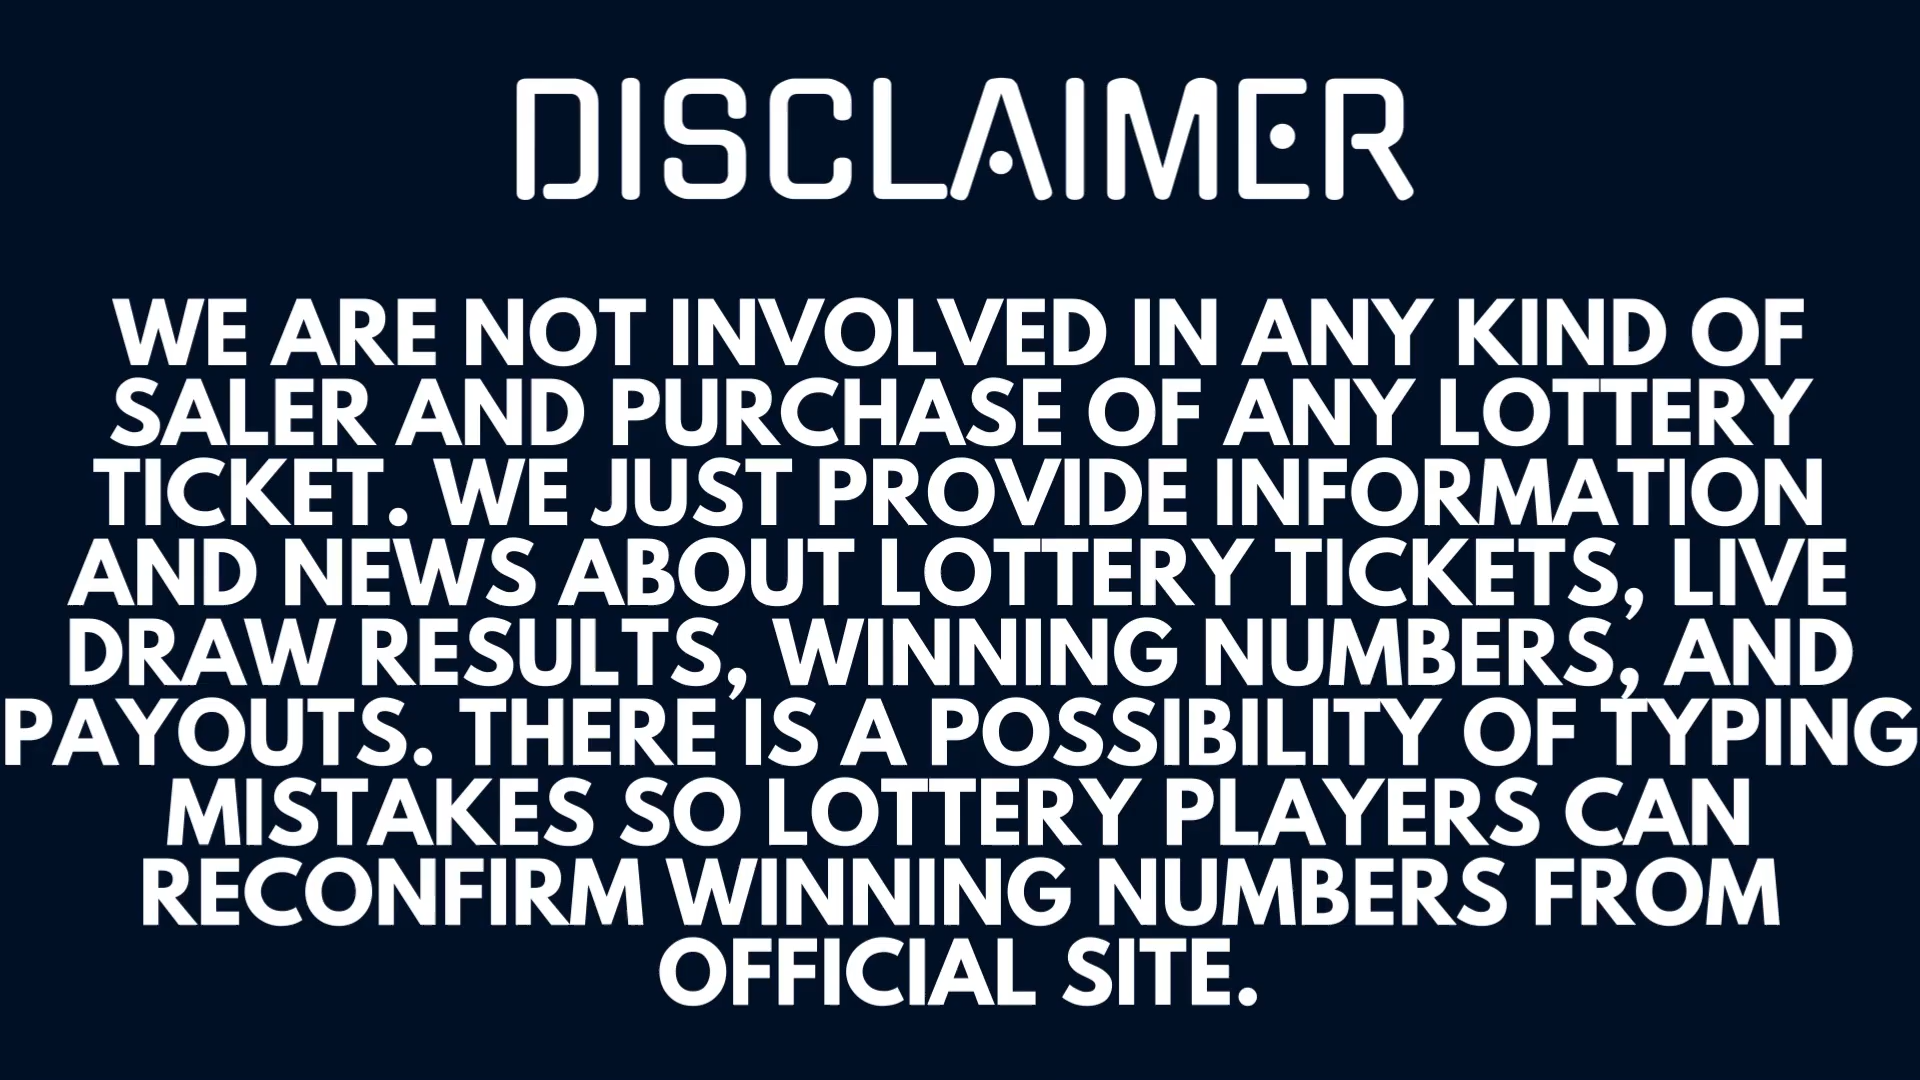 DISCLAIMER
WE ARE NOT INVOLVED IN ANY KIND OF
SALER AND PURCHASE OF ANY LOTTERY
TICKET. WE JUST PROVIDE INFORMATION
AND NEWS ABOUT LOTTERY TICKETS, LIVE
DRAW RESULTS, WINNING NUMBERS, AND
PAYOUTS. THERE IS A POSSIBILITY OF TYPING
MISTAKES SO LOTTERY PLAYERS CAN
RECONFIRM WINNING NUMBERS FROM
OFFICIAL SITE.